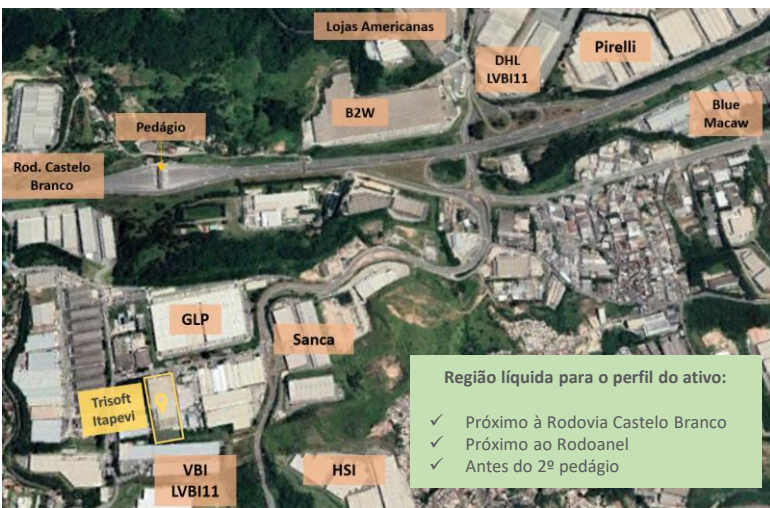 Lojas Americanas
DHL
LVBI11
Pirelli
B2W
Blue
Macaw
Pedágio
Rod. Castelo
Branco
GLP
Sanca
Trisoft
Itapevi
VBI
LVBI11
HSI
Região líquida para o perfil do ativo:
✓ Próximo à Rodovia Castelo Branco
✓ Próximo ao Rodoanel
✓ Antes do 2º pedágio